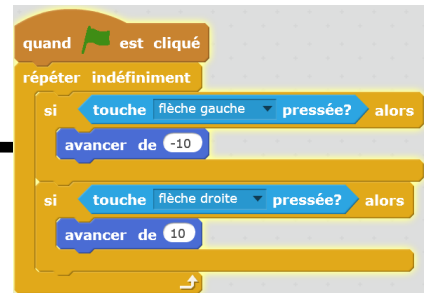 quand est cliqué
répéter indéfiniment
si touche flèche gauche pressée? alors
avancer de -10
si touche flèche droite pressée? alors
avancer de 10